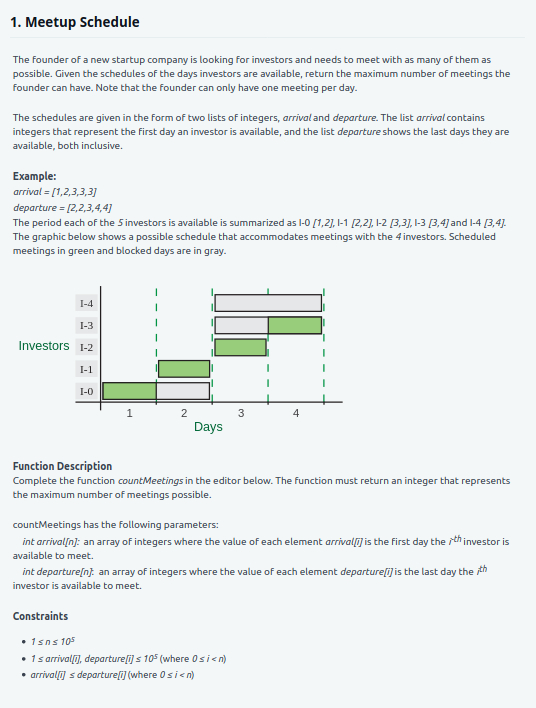 1. Meetup Schedule
The founder of a new startup company is looking for investors and needs to meet with as many of them as
possible. Given the schedules of the days investors are available, return the maximum number of meetings the
founder can have. Note that the founder can only have one meeting per day.
The schedules are given in the form of two lists of integers, arrival and departure. The list arrival contains
integers that represent the first day an investor is available, and the list departure shows the last days they are
available, both inclusive.
Example:
arrival = [1,2,3,3,3]
departure = [2,2,3,4,4]
The period each of the 5 investors is available is summarized as I-0 [1,2], I-1 [2,2], I-2 [3,3], I-3 [3,4] and I-4 [3,4].
The graphic below shows a possible schedule that accommodates meetings with the 4 investors. Scheduled
meetings in green and blocked days are in gray.
I-4
I-3
Investors I-2
I-1
I-0
1 2 3 4
Days
Function Description
Complete the function countMeetings in the editor below. The function must return an integer that represents
the maximum number of meetings possible.
countMeetings has the following parameters:
int arrival[n]: an array of integers where the value of each element arrival[i] is the first day the i-th investor is
available to meet.
int departure[n]: an array of integers where the value of each element departure[i] is the last day the ith
investor is available to meet.
Constraints
• 1 ≤ n ≤ 10⁵
• 1 ≤ arrival[i], departure[i] ≤ 10⁵ (where 0 ≤ i < n)
• arrival[i] ≤ departure[i] (where 0 ≤ i < n)